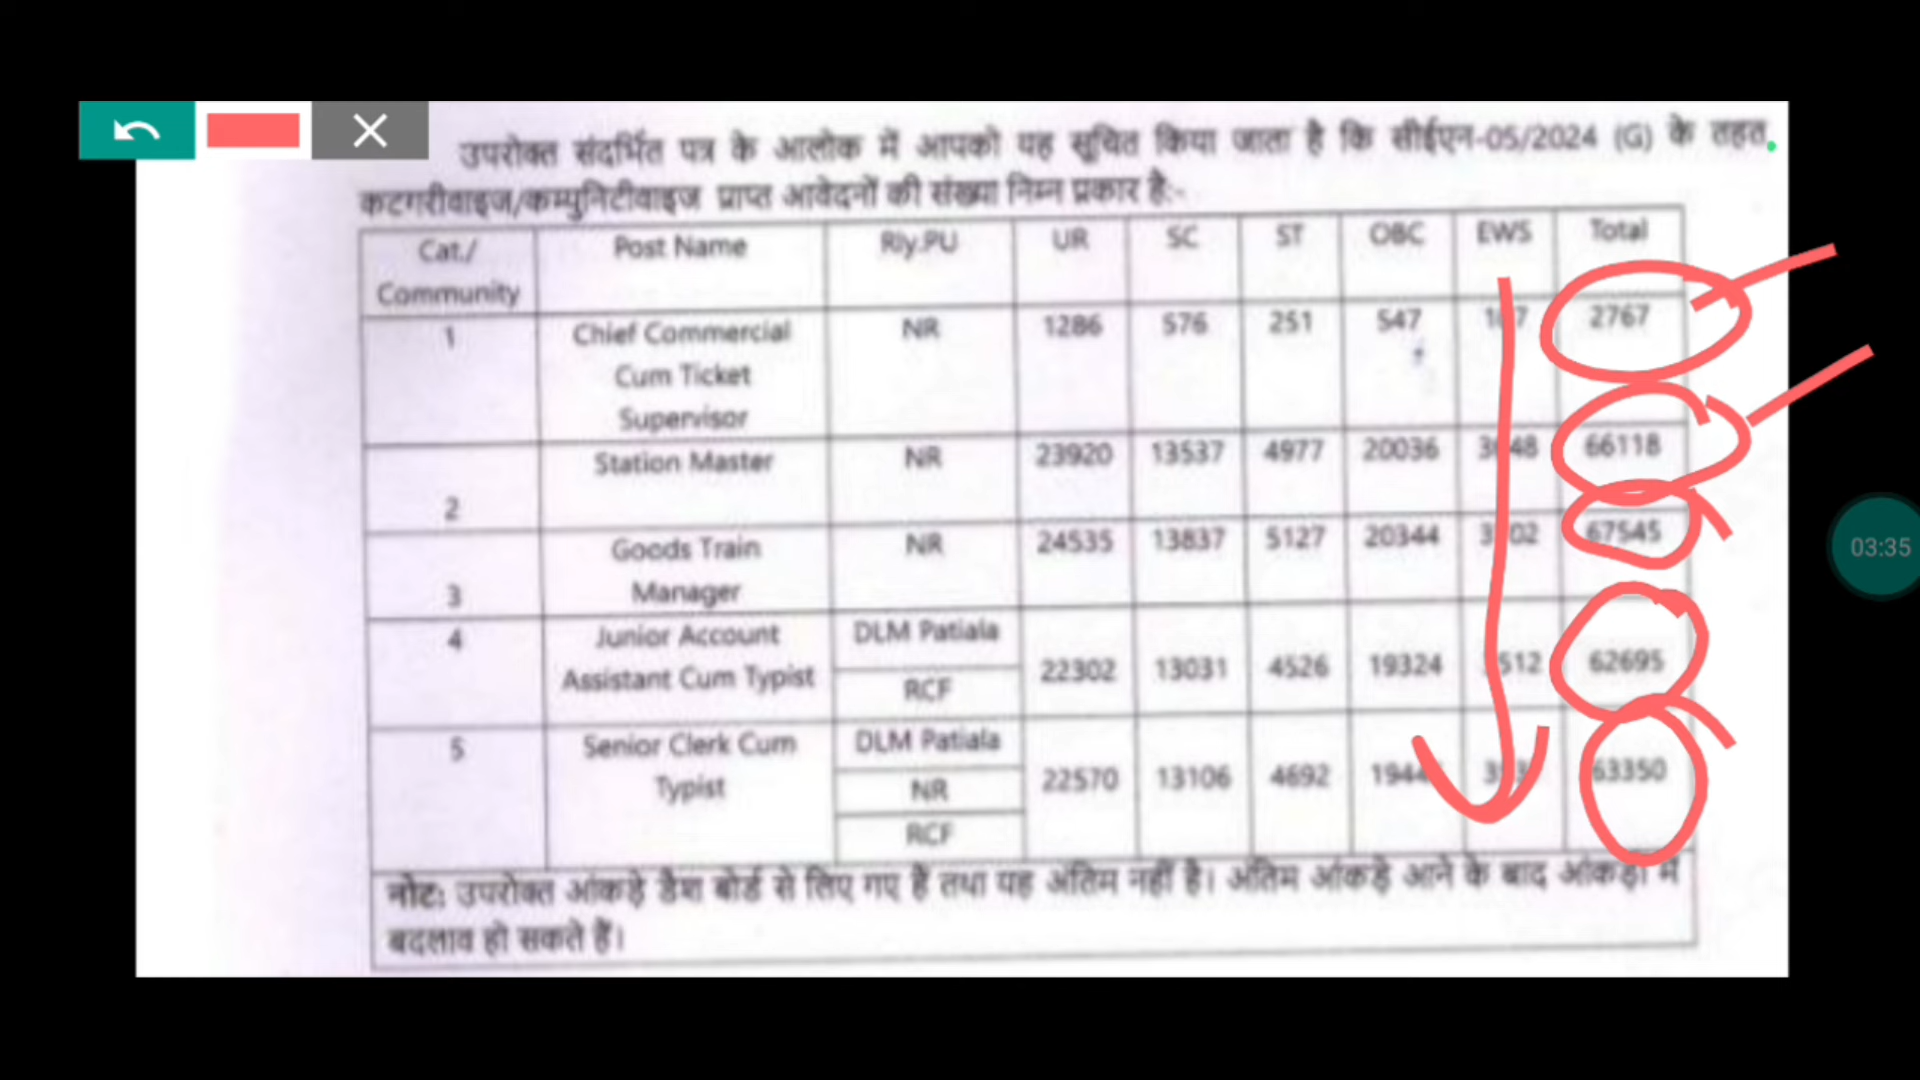 उपरोक्त संदर्भित पत्र के आलोक में आपको यह सूचित किया जाता है कि सीईएन-05/2024 (G) के तहत
कटगरीवाइज/कम्युनिटीवाइज प्राप्त आवेदनों की संख्या निम्न प्रकार है:-
Cat./ Community Post Name Rly.PU UR SC ST OBC EWS Total
1 Chief Commercial Cum Ticket Supervisor NR 1286 576 251 547 2767
2 Station Master NR 23920 13537 4977 20036 66118
3 Goods Train Manager NR 24535 13837 5127 20344 67545
4 Junior Account Assistant Cum Typist DLM Patiala RCF 22302 13031 4526 19324 62695
5 Senior Clerk Cum Typist DLM Patiala NR RCF 22570 13106 4692 63350
नोट: उपरोक्त आंकड़े डैश बोर्ड से लिए गए हैं तथा यह अंतिम नहीं है। अंतिम आंकड़े आने के बाद आंकड़ों में
बदलाव हो सकते हैं।
03:35